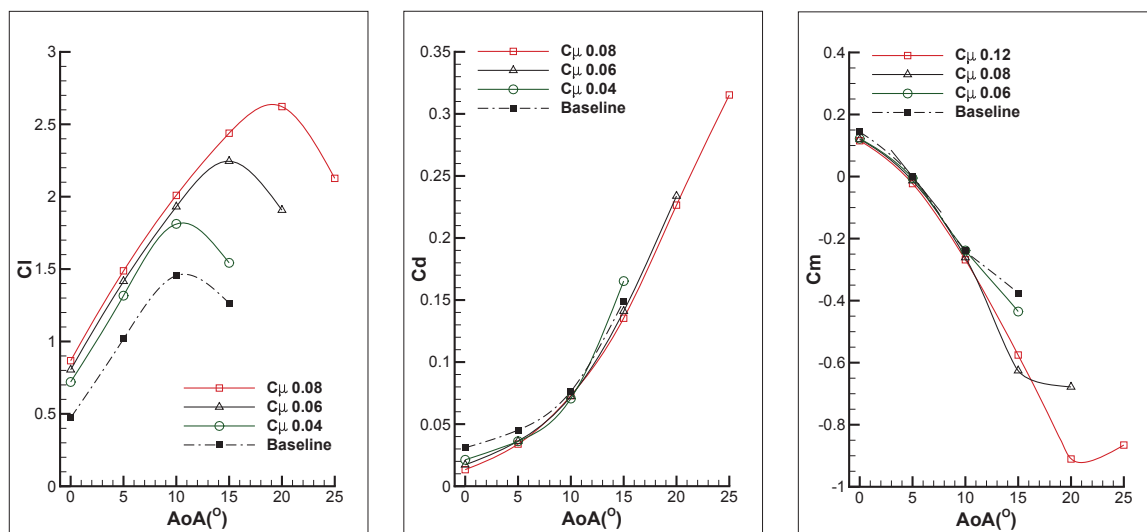 3
2.5
2
1.5
1
0.5
0
Cl
Cμ 0.08
Cμ 0.06
Cμ 0.04
Baseline
0 5 10 15 20 25
AoA(O)
0.35
0.3
0.25
0.2
0.15
0.1
0.05
0
Cd
Cμ 0.08
Cμ 0.06
Cμ 0.04
Baseline
0 5 10 15 20 25
AoA(O)
0.4
0.2
0
-0.2
-0.4
-0.6
-0.8
-1
Cm
Cμ 0.12
Cμ 0.08
Cμ 0.06
Baseline
0 5 10 15 20 25
AoA(O)